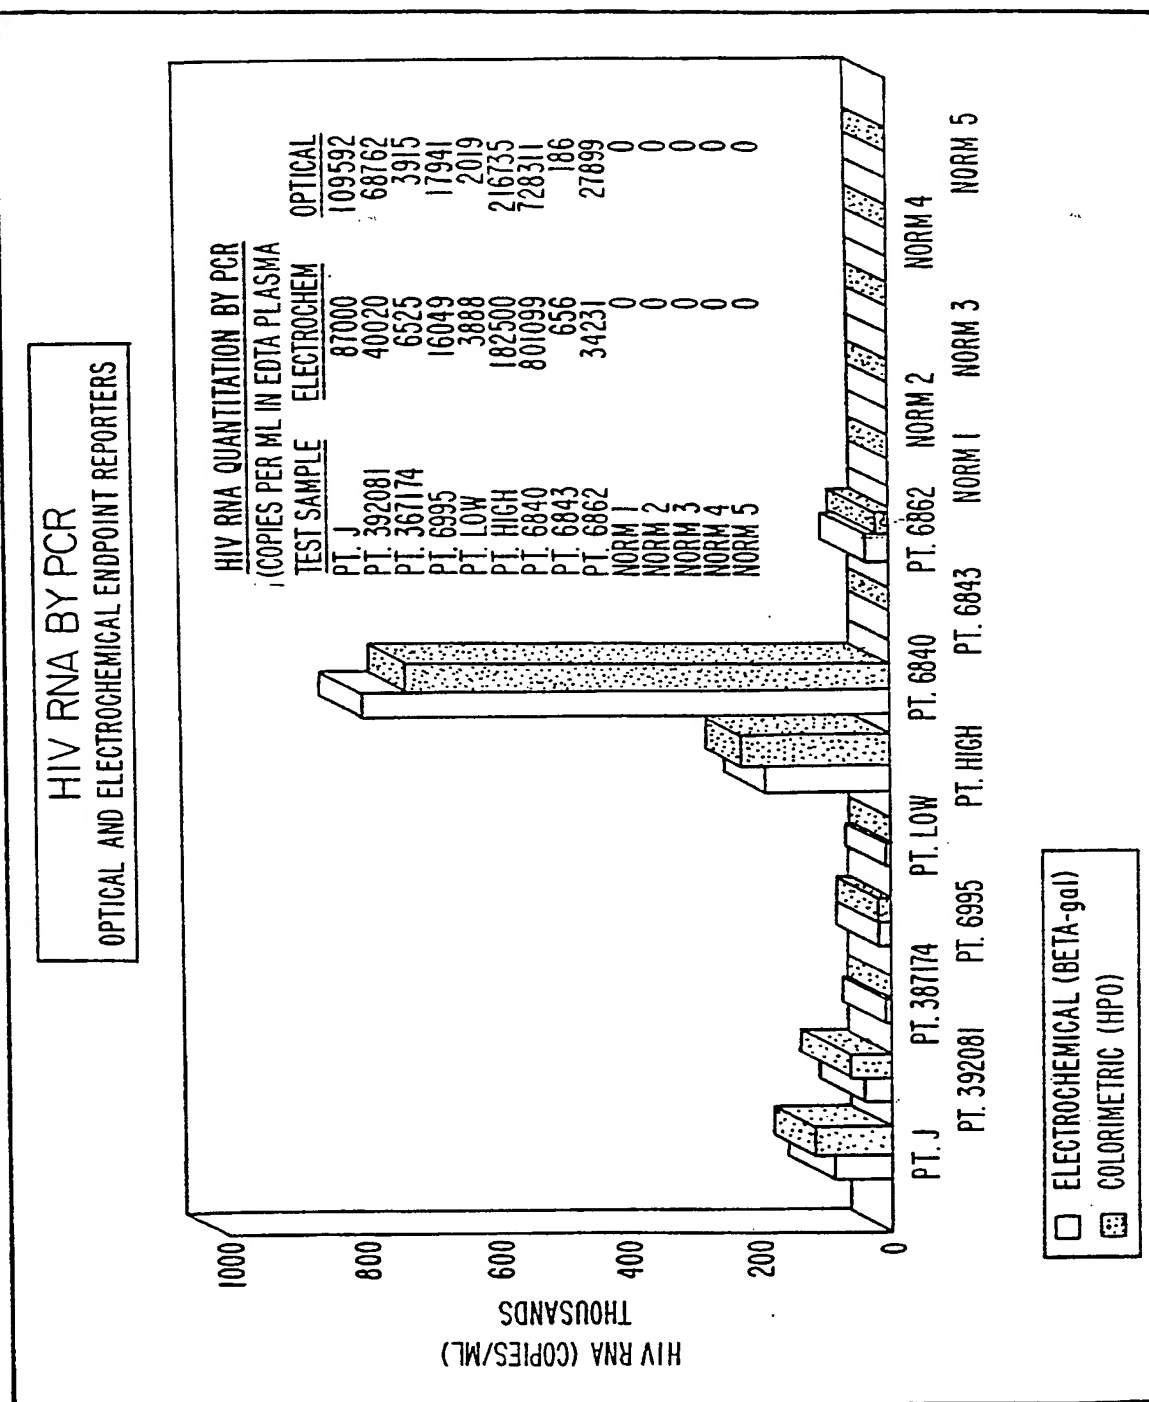 HIV RNA BY PCR
OPTICAL AND ELECTROCHEMICAL ENDPOINT REPORTERS
HIV RNA QUANTITATION BY PCR
(COPIES PER ML IN EDTA PLASMA
TEST SAMPLE ELECTROCHEM OPTICAL
PT. J 87000 109592
PT. 392081 40020 68762
PT. 367174 6525 3915
PT. 6995 16049 17941
PT. LOW 3888 2019
PT. HIGH 182500 216735
PT. 6840 801099 728311
PT. 6843 656 186
PT. 6862 34231 27899
NORM 1 0 0
NORM 2 0 0
NORM 3 0 0
NORM 4 0 0
NORM 5 0 0
HIV RNA (COPIES/ML)
THOUSANDS
1000
800
600
400
200
0
PT. J PT. 387174 PT. LOW PT. 6840 PT. 6862 NORM 2 NORM 4
PT. 392081 PT. 6995 PT. HIGH PT. 6843 NORM 1 NORM 3 NORM 5
ELECTROCHEMICAL (BETA-gal)
COLORIMETRIC (HPO)